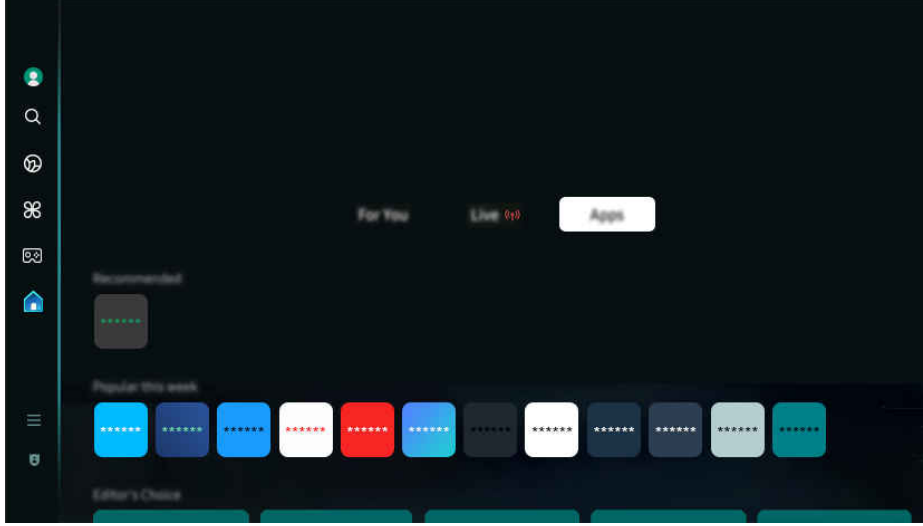 For You
Live
Apps
Recommended
******
Popular this week
****** ****** ****** ****** ****** ****** ****** ****** ****** ****** ****** ******
Editor's Choice